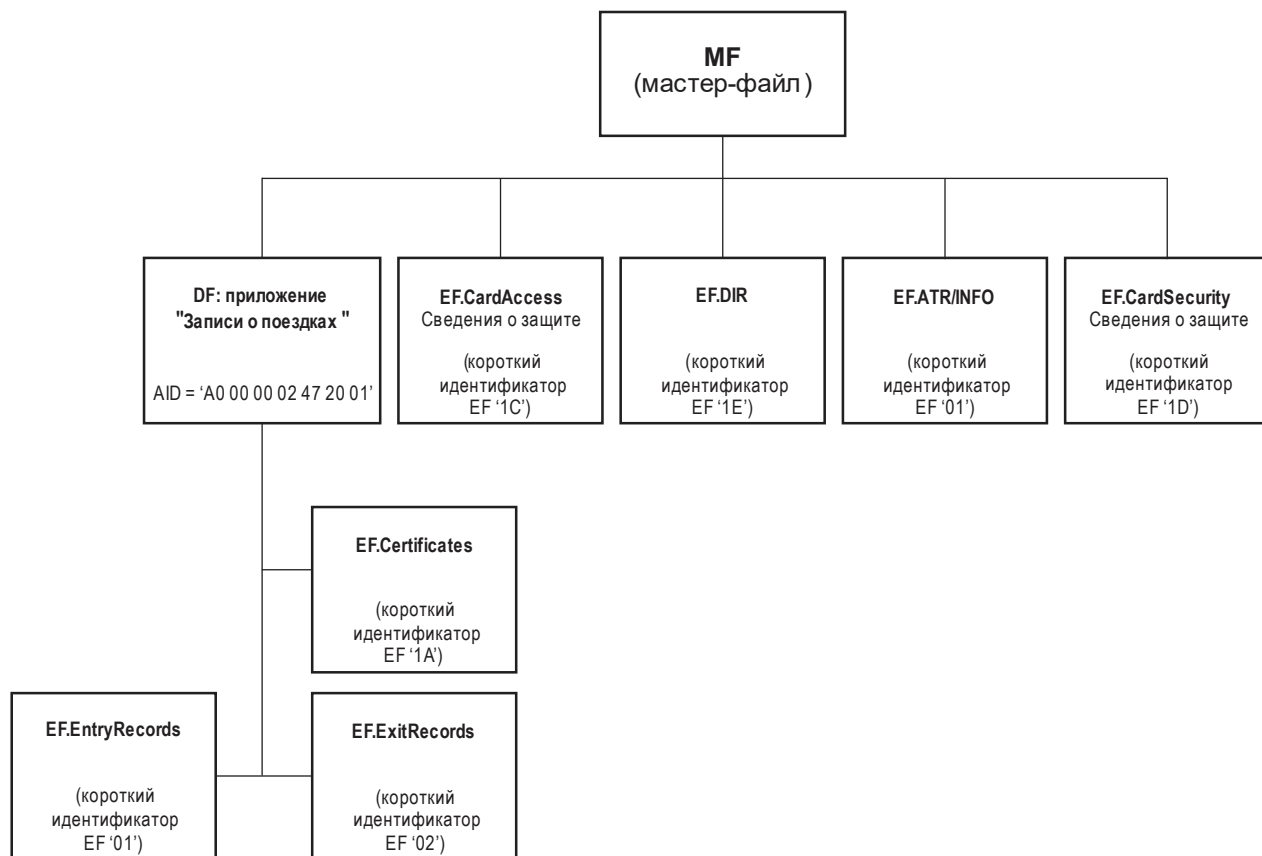 MF
(мастер-файл )
DF: приложение
"Записи о поездках "
AID = ‘A0 00 00 02 47 20 01’
EF.CardAccess
Сведения о защите
(короткий
идентификатор
EF ‘1C’)
EF.DIR
(короткий
идентификатор
EF ‘1E’)
EF.ATR/INFO
(короткий
идентификатор
EF ‘01’)
EF.CardSecurity
Сведения о защите
(короткий
идентификатор
EF ‘1D’)
EF.Certificates
(короткий
идентификатор
EF ‘1A’)
EF.EntryRecords
(короткий
идентификатор
EF ‘01’)
EF.ExitRecords
(короткий
идентификатор
EF ‘02’)